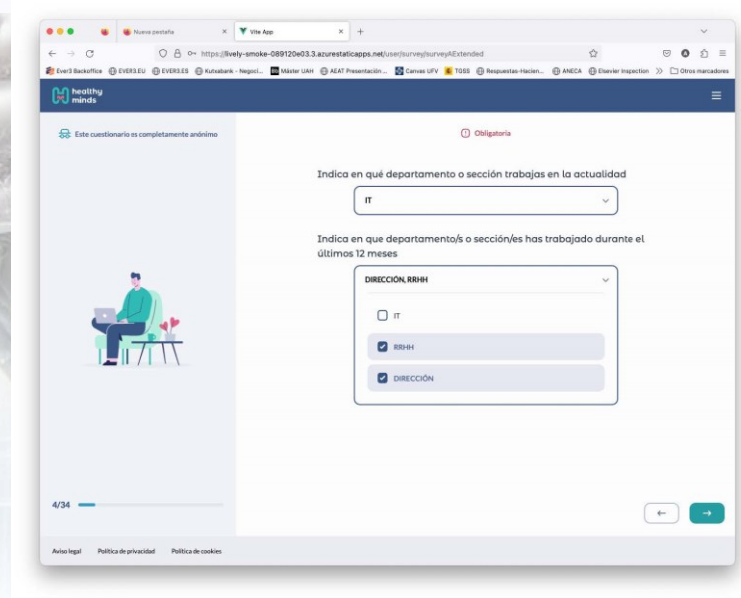 Nueva pestaña
Vite App
https://lively-smoke-089120e03.3.azurestaticapps.net/user/survey/surveyAExtended
Ever3 Backoffice EVER3.EU EVER3.ES Kutxabank - Negoci... Máster UAH AEAT Presentación ... Canvas UFV TGSS Respuestas-Hacien... ANECA Elsevier Inspection Otros marcadores
healthy
minds
Este cuestionario es completamente anónimo
Obligatoria
Indica en qué departamento o sección trabajas en la actualidad
IT
Indica en que departamento/s o sección/es has trabajado durante el
últimos 12 meses
DIRECCIÓN, RRHH
IT
RRHH
DIRECCIÓN
4/34
Aviso legal Política de privacidad Política de cookies